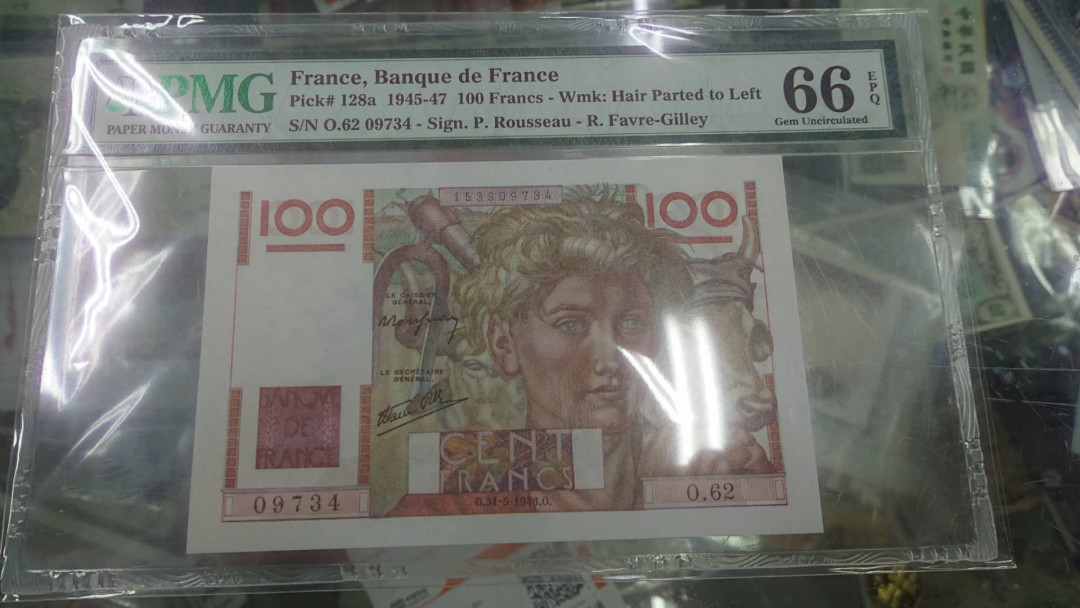 PMG
PAPER MONEY GUARANTY
France, Banque de France
Pick# 128a 1945-47 100 Francs - Wmk: Hair Parted to Left
S/N O.62 09734 - Sign. P. Rousseau - R. Favre-Gilley
66 EPQ
Gem Uncirculated
153809734
100
100
LE CAISSIER
GÉNÉRAL,
LE SECRÉTAIRE
GÉNÉRAL,
BANQUE
DE
FRANCE
CENT
FRANCS
09734
O.62